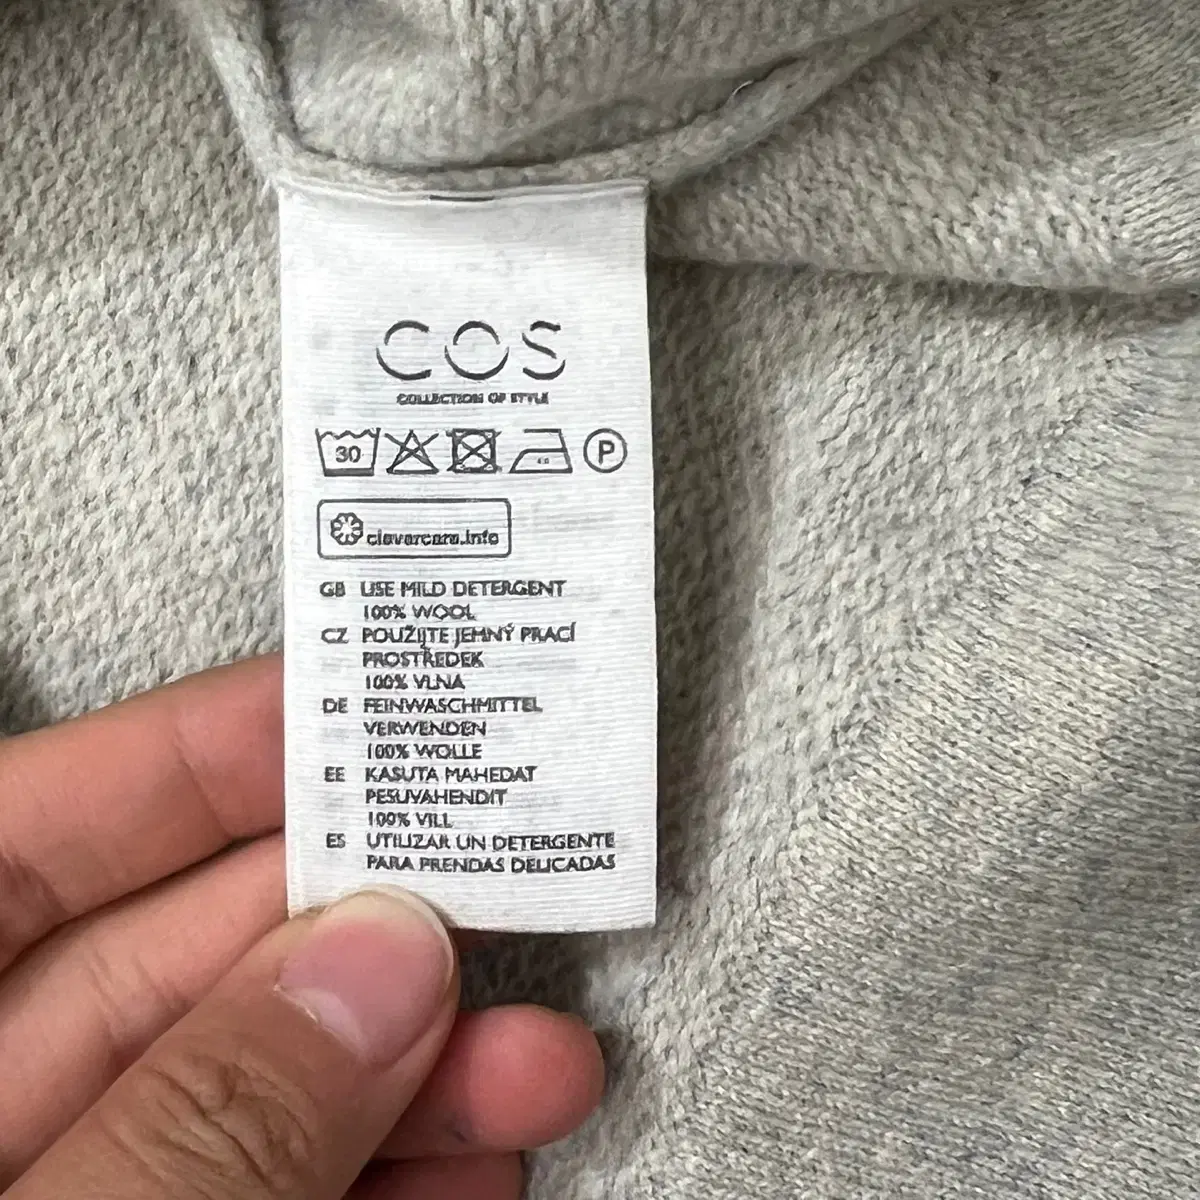 COS
COLLECTION OF STYLE
30
P
clevercare.info
GB USE MILD DETERGENT
100% WOOL
CZ POUŽIJTE JEMNÝ PRACÍ
PROSTŘEDEK
100% VLNA
DE FEINWASCHMITTEL
VERWENDEN
100% WOLLE
EE KASUTA MAHEDAT
PESUVAHENDIT
100% VILL
ES UTILIZAR UN DETERGENTE
PARA PRENDAS DELICADAS